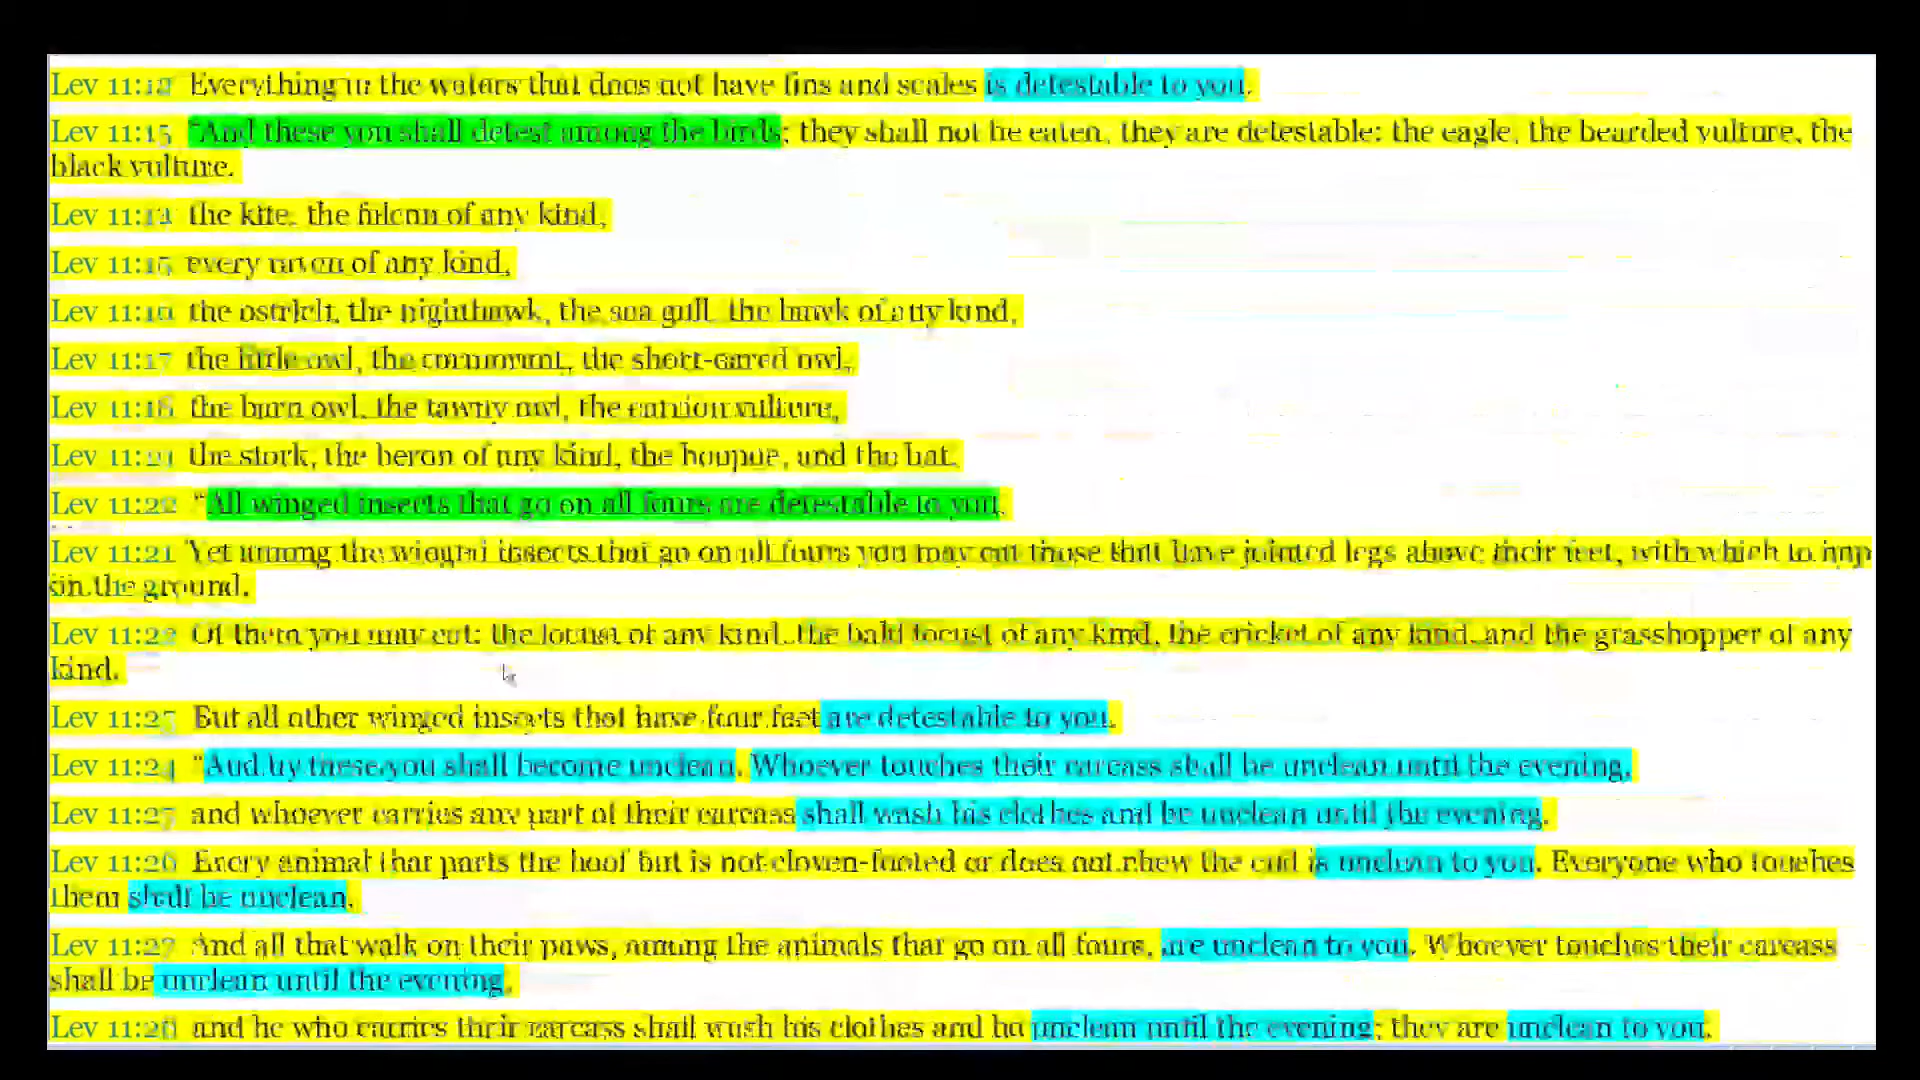 Lev 11:12 Everything in the waters that does not have fins and scales is detestable to you.
Lev 11:13 “And these you shall detest among the birds; they shall not be eaten, they are detestable: the eagle, the bearded vulture, the
black vulture.
Lev 11:14 the kite, the falcon of any kind,
Lev 11:15 every raven of any kind,
Lev 11:16 the ostrich, the nighthawk, the sea gull, the hawk of any kind,
Lev 11:17 the little owl, the cormorant, the short-eared owl,
Lev 11:18 the barn owl, the tawny owl, the carrion vulture,
Lev 11:19 the stork, the heron of any kind, the hoopoe, and the bat.
Lev 11:20 “All winged insects that go on all fours are detestable to you.
Lev 11:21 Yet among the winged insects that go on all fours you may eat those that have jointed legs above their feet, with which to hop
on the ground.
Lev 11:22 Of them you may eat: the locust of any kind, the bald locust of any kind, the cricket of any kind, and the grasshopper of any
kind.
Lev 11:23 But all other winged insects that have four feet are detestable to you.
Lev 11:24 “And by these you shall become unclean. Whoever touches their carcass shall be unclean until the evening,
Lev 11:25 and whoever carries any part of their carcass shall wash his clothes and be unclean until the evening.
Lev 11:26 Every animal that parts the hoof but is not cloven-footed or does not chew the cud is unclean to you. Everyone who touches
them shall be unclean.
Lev 11:27 And all that walk on their paws, among the animals that go on all fours, are unclean to you. Whoever touches their carcass
shall be unclean until the evening,
Lev 11:28 and he who carries their carcass shall wash his clothes and be unclean until the evening; they are unclean to you.